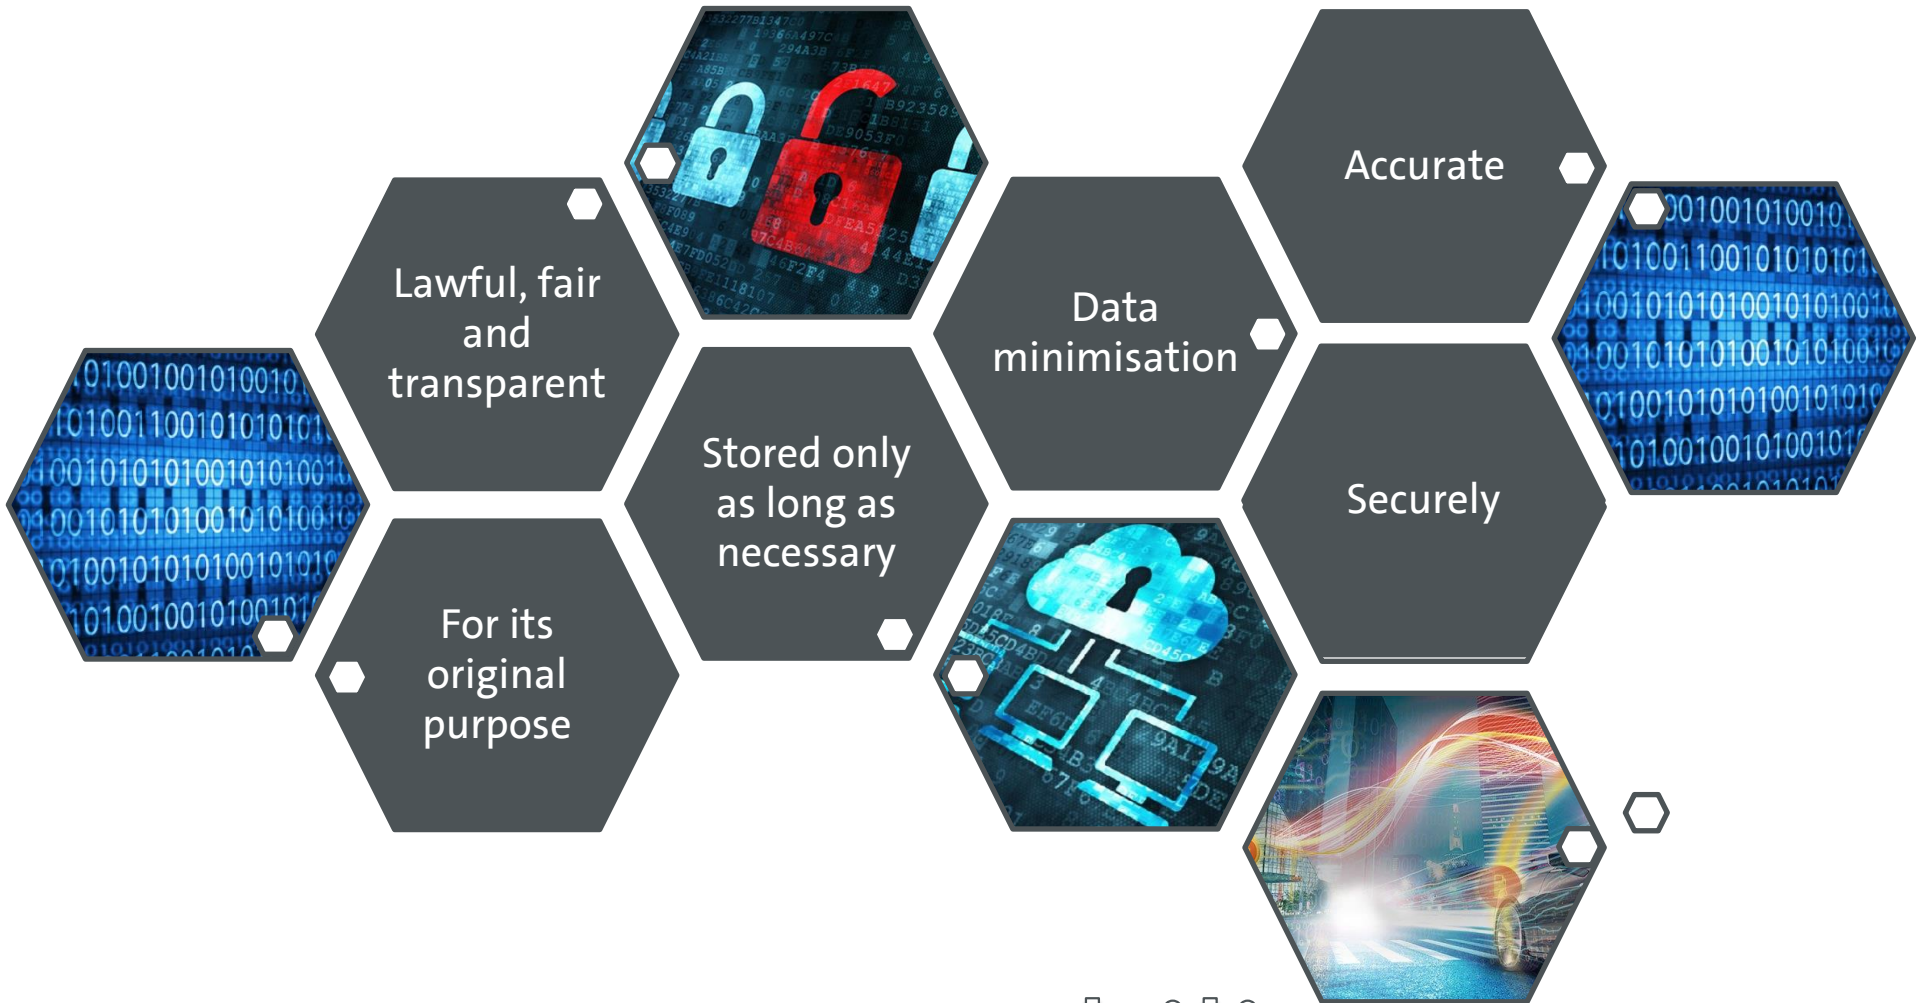 Accurate
Lawful, fair
and
transparent
Data
minimisation
Stored only
as long as
necessary
Securely
For its
original
purpose